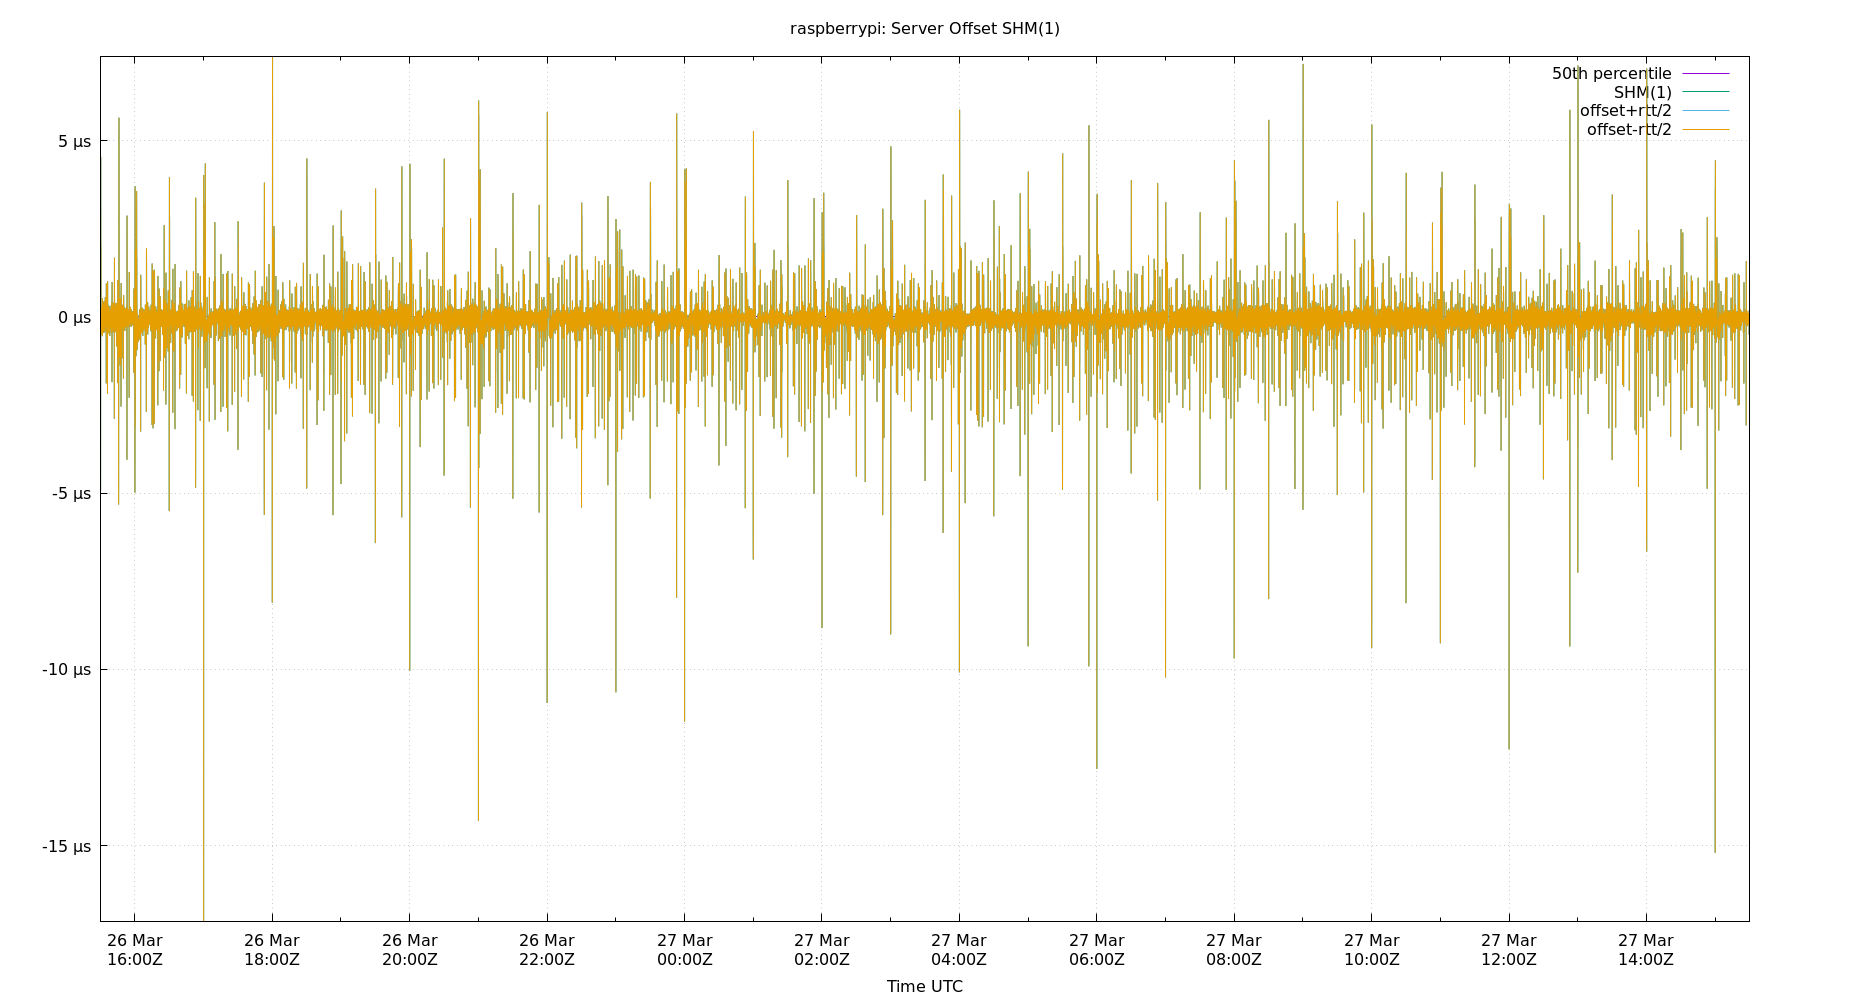 raspberrypi: Server Offset SHM(1)
50th percentile
SHM(1)
offset+rtt/2
offset-rtt/2
5 µs
0 µs
-5 µs
-10 µs
-15 µs
26 Mar 26 Mar 26 Mar 26 Mar 27 Mar 27 Mar 27 Mar 27 Mar 27 Mar 27 Mar 27 Mar 27 Mar
16:00Z 18:00Z 20:00Z 22:00Z 00:00Z 02:00Z 04:00Z 06:00Z 08:00Z 10:00Z 12:00Z 14:00Z
Time UTC